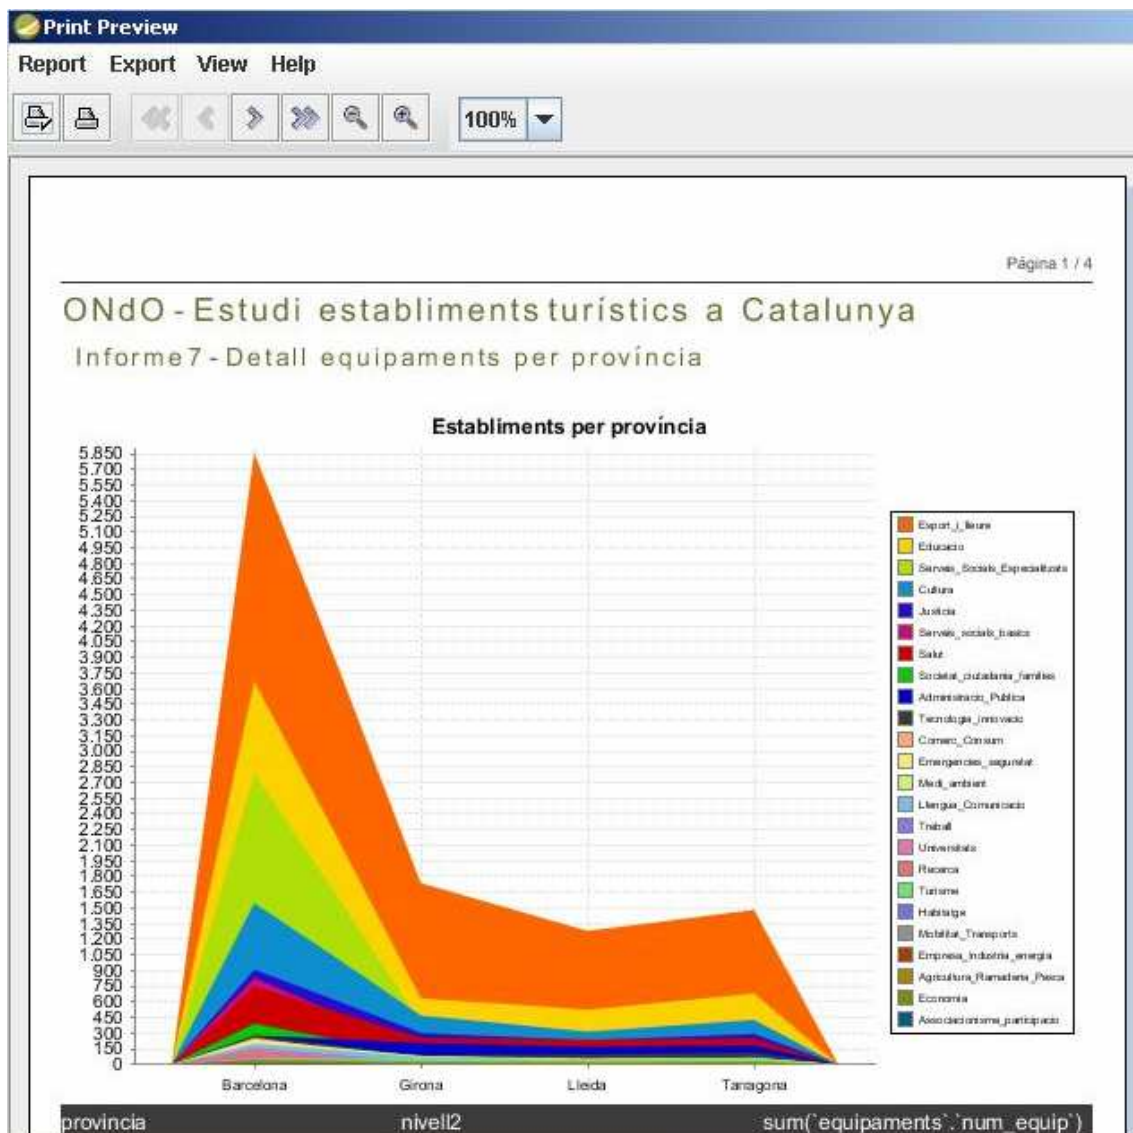 Print Preview
Report Export View Help
100%
Página 1 / 4
ONdO - Estudi establiments turístics a Catalunya
Informe 7 - Detall equipaments per província
Establiments per província
5.850
5.700
5.550
5.400
5.250
5.100
4.950
4.800
4.650
4.500
4.350
4.200
4.050
3.900
3.750
3.600
3.450
3.300
3.150
3.000
2.850
2.700
2.550
2.400
2.250
2.100
1.950
1.800
1.650
1.500
1.350
1.200
1.050
900
750
600
450
300
150
0
Barcelona Girona Lleida Tarragona
Esport_i_lleure
Educacio
Serveis_Socials_Especialitzats
Cultura
Justicia
Serveis_socials_basics
Salut
Societat_ciutadania_families
Administracio_Publica
Tecnologia_innovacio
Comerc_Consum
Emergencies_seguretat
Medi_ambient
Llengua_Comunicacio
Treball
Universitats
Recerca
Turisme
Habitatge
Mobilitat_Transports
Empresa_Industria_energia
Agricultura_Ramaderia_Pesca
Economia
Associacionisme_participacio
provincia nivell2 sum(`equipaments`.`num_equip`)